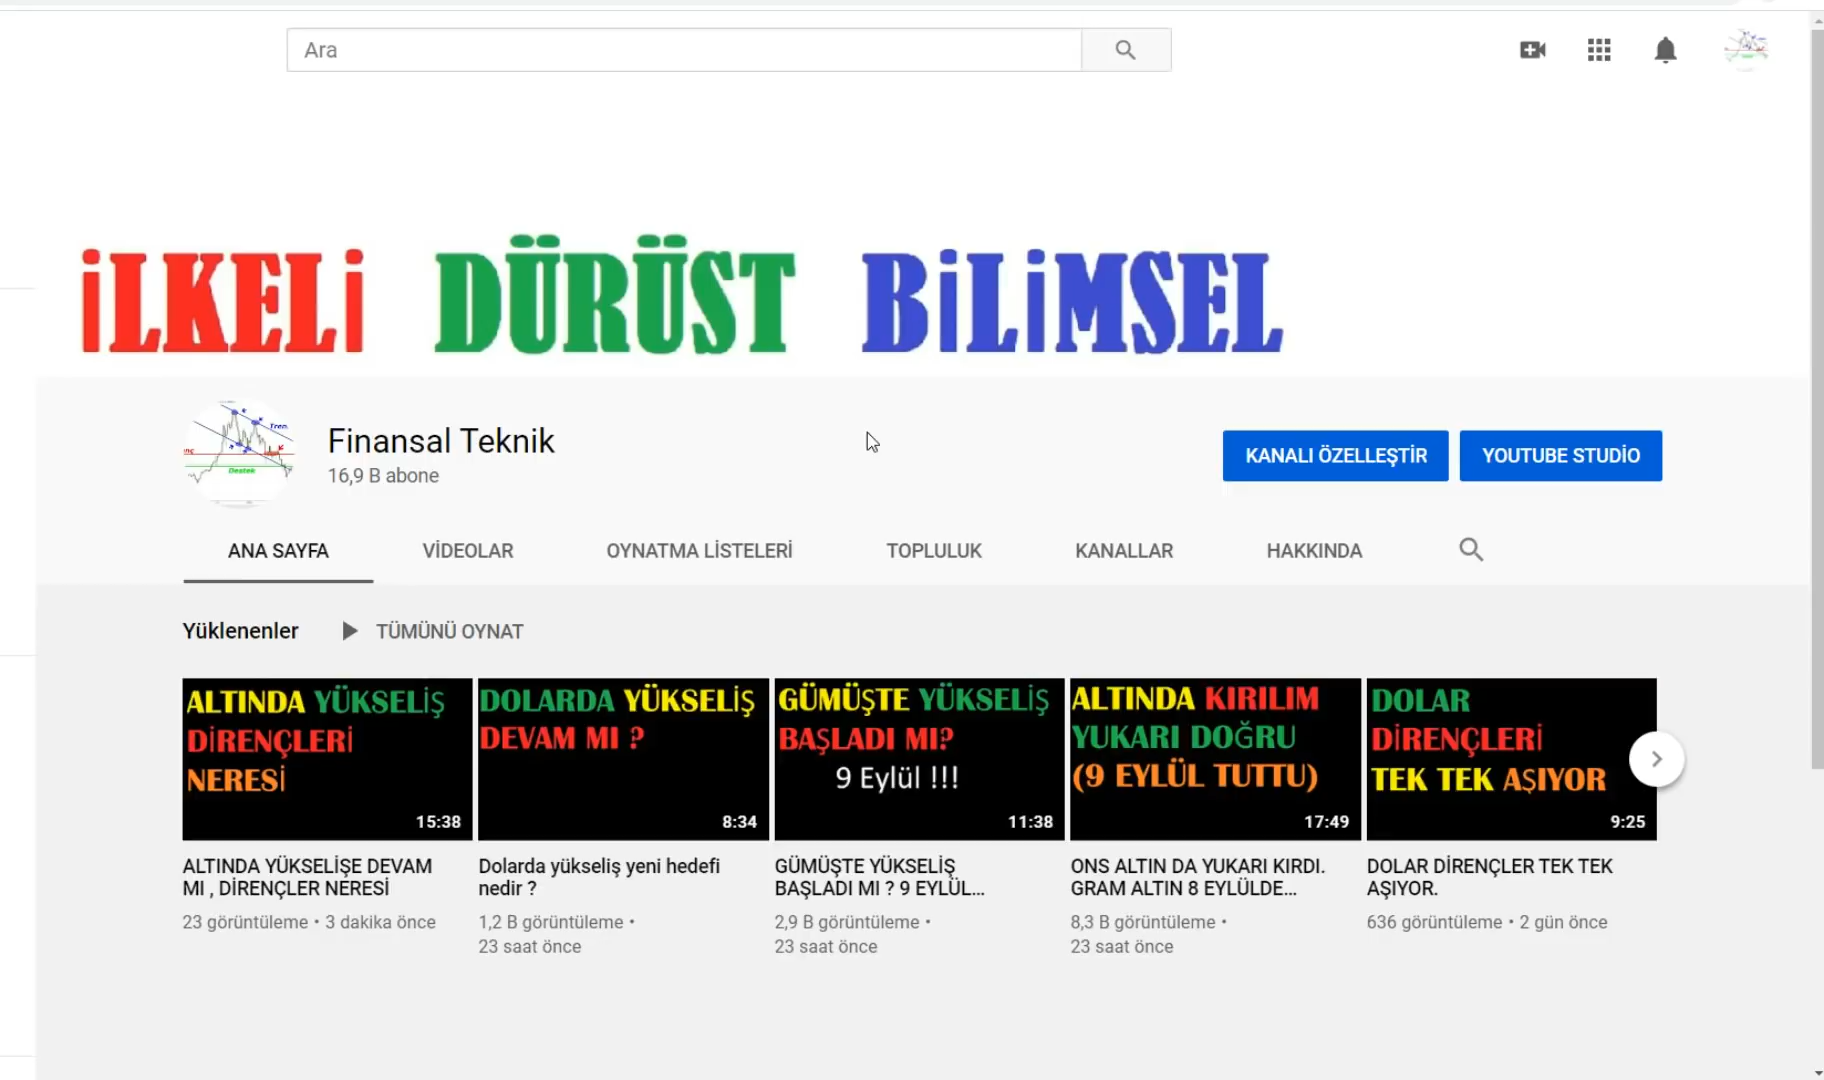 Ara
İLKELİ DÜRÜST BİLİMSEL
Finansal Teknik
16,9 B abone
KANALI ÖZELLEŞTİR
YOUTUBE STUDİO
ANA SAYFA
VİDEOLAR
OYNATMA LİSTELERİ
TOPLULUK
KANALLAR
HAKKINDA
Yüklenenler
TÜMÜNÜ OYNAT
ALTINDA YÜKSELİŞ
DİRENÇLERİ
NERESİ
15:38
ALTINDA YÜKSELİŞE DEVAM
MI , DİRENÇLER NERESİ
23 görüntüleme • 3 dakika önce
DOLARDA YÜKSELİŞ
DEVAM MI ?
8:34
Dolarda yükseliş yeni hedefi
nedir ?
1,2 B görüntüleme •
23 saat önce
GÜMÜŞTE YÜKSELİŞ
BAŞLADI MI?
9 Eylül !!!
11:38
GÜMÜŞTE YÜKSELİŞ
BAŞLADI MI ? 9 EYLÜL...
2,9 B görüntüleme •
23 saat önce
ALTINDA KIRILIM
YUKARI DOĞRU
(9 EYLÜL TUTTU)
17:49
ONS ALTIN DA YUKARI KIRDI.
GRAM ALTIN 8 EYLÜLDE...
8,3 B görüntüleme •
23 saat önce
DOLAR
DİRENÇLERİ
TEK TEK AŞIYOR
9:25
DOLAR DİRENÇLER TEK TEK
AŞIYOR.
636 görüntüleme • 2 gün önce
Destek